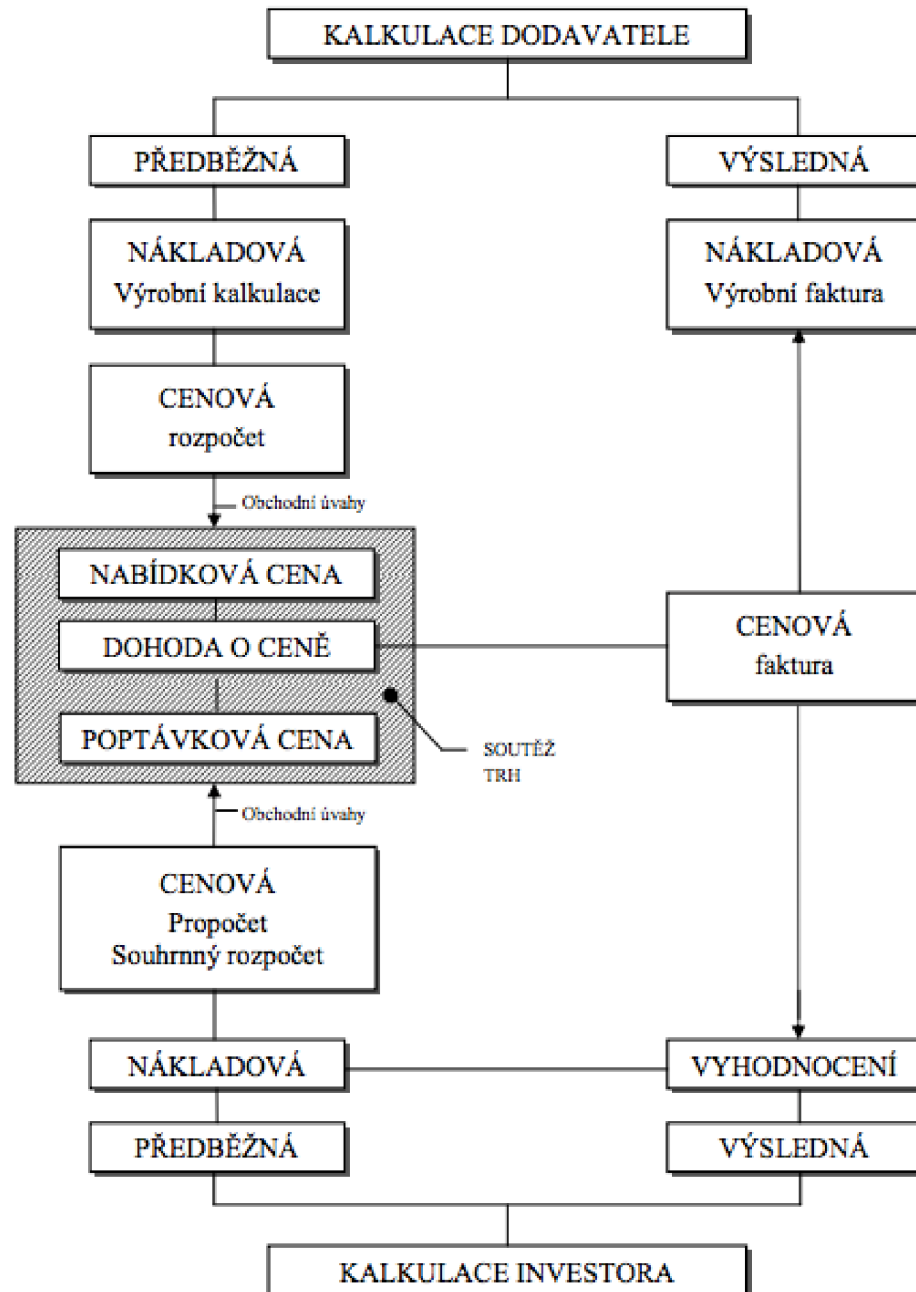 KALKULACE DODAVATELE
PŘEDBĚŽNÁ
VÝSLEDNÁ
NÁKLADOVÁ
Výrobní kalkulace
NÁKLADOVÁ
Výrobní faktura
CENOVÁ
rozpočet
Obchodní úvahy
NABÍDKOVÁ CENA
DOHODA O CENĚ
POPTÁVKOVÁ CENA
CENOVÁ
faktura
SOUTĚŽ
TRH
Obchodní úvahy
CENOVÁ
Propočet
Souhrnný rozpočet
NÁKLADOVÁ
VYHODNOCENÍ
PŘEDBĚŽNÁ
VÝSLEDNÁ
KALKULACE INVESTORA